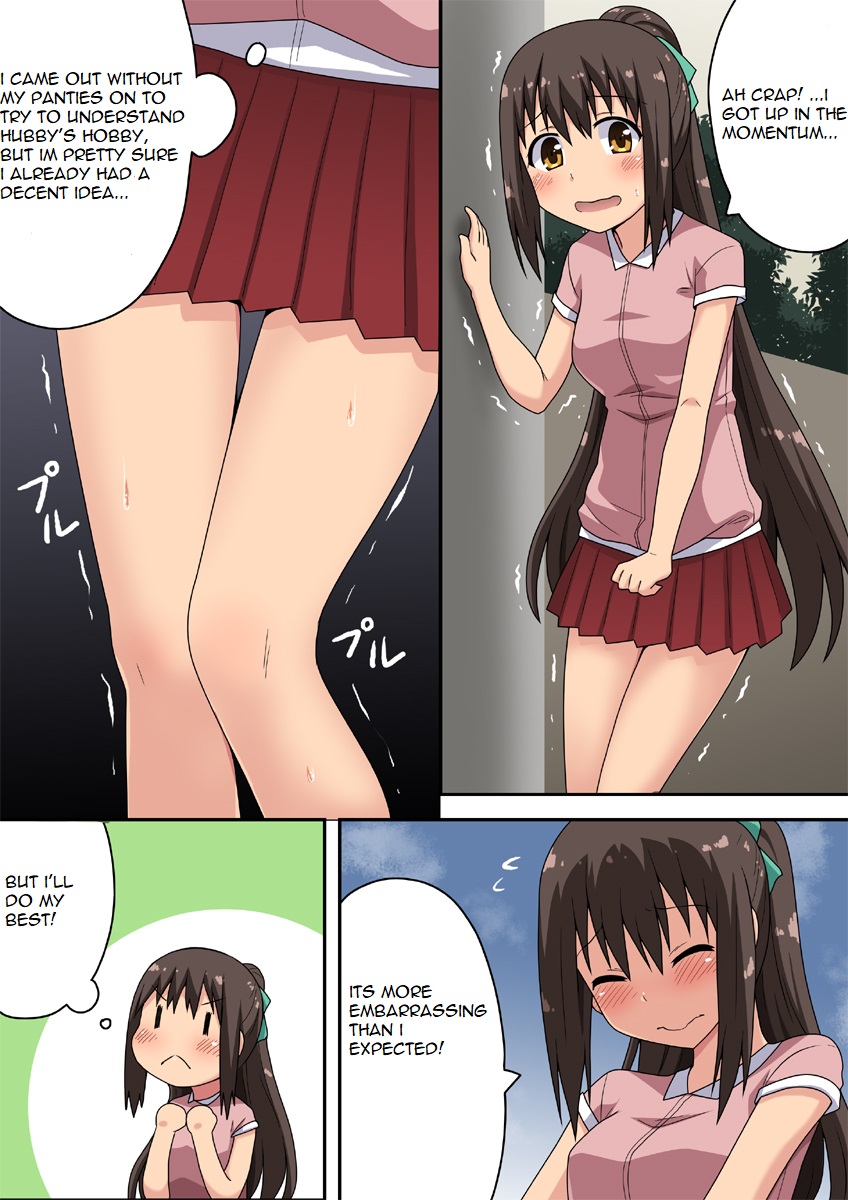 AH CRAP! ...I
GOT UP IN THE
MOMENTUM...
I CAME OUT WITHOUT
MY PANTIES ON TO
TRY TO UNDERSTAND
HUBBY'S HOBBY,
BUT IM PRETTY SURE
I ALREADY HAD A
DECENT IDEA...
プル
プル
ITS MORE
EMBARRASSING
THAN I
EXPECTED!
BUT I'LL
DO MY
BEST!